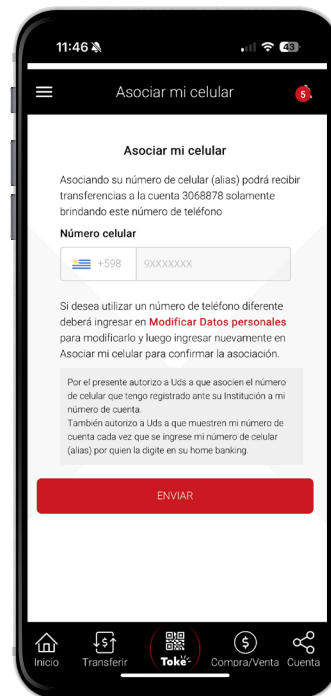 11:46
43
Asociar mi celular
5
Asociar mi celular
Asociando su número de celular (alias) podrá recibir
transferencias a la cuenta 3068878 solamente
brindando este número de teléfono
Número celular
+598 9XXXXXXX
Si desea utilizar un número de teléfono diferente
deberá ingresar en Modificar Datos personales
para modificarlo y luego ingresar nuevamente en
Asociar mi celular para confirmar la asociación.
Por el presente autorizo a Uds a que asocien el número
de celular que tengo registrado ante su Institución a mi
número de cuenta.
También autorizo a Uds a que muestren mi número de
cuenta cada vez que se ingrese mi número de celular
(alias) por quien la digite en su home banking.
ENVIAR
Inicio Transferir Toke Compra/Venta Cuenta